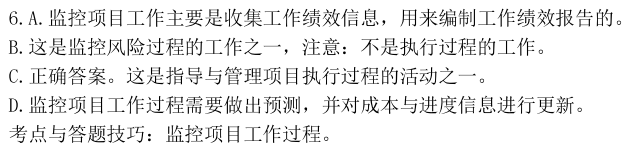 6.A.监控项目工作主要是收集工作绩效信息，用来编制工作绩效报告的。
B.这是监控风险过程的工作之一，注意：不是执行过程的工作。
C.正确答案。这是指导与管理项目执行过程的活动之一。
D.监控项目工作过程需要做出预测，并对成本与进度信息进行更新。
考点与答题技巧：监控项目工作过程。